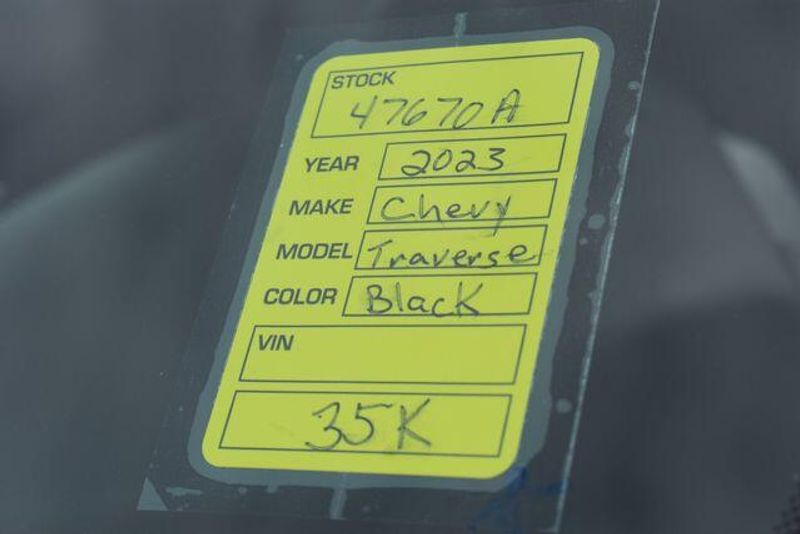 STOCK
47670A
YEAR 2023
MAKE Chevy
MODEL Traverse
COLOR Black
VIN
35K